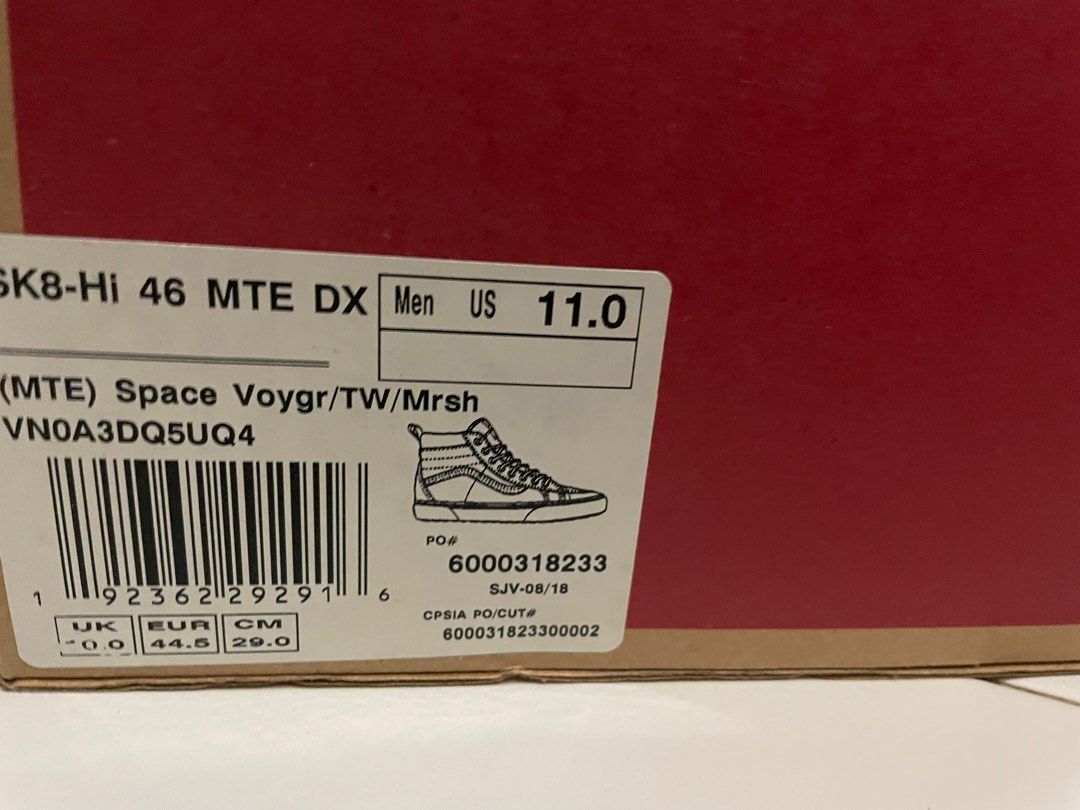 SK8-Hi 46 MTE DX
Men US 11.0
(MTE) Space Voygr/TW/Mrsh
VN0A3DQ5UQ4
1 92362 29291 6
PO#
6000318233
SJV-08/18
CPSIA PO/CUT#
600031823300002
UK EUR CM
44.5 29.0